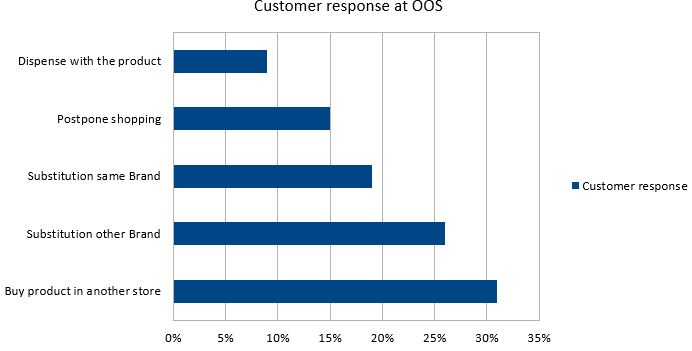 Customer response at OOS
Dispense with the product
Postpone shopping
Substitution same Brand
Substitution other Brand
Buy product in another store
Customer response
0% 5% 10% 15% 20% 25% 30% 35%